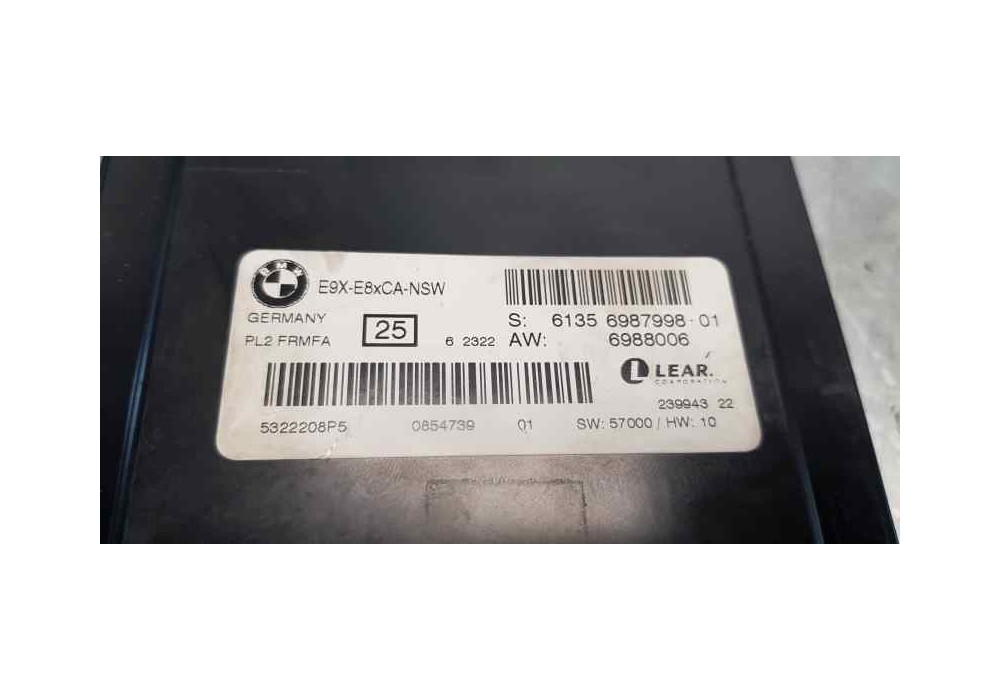 BMW
E9X-E8xCA-NSW
GERMANY
PL2 FRMFA
25
6 2322
S: 6135 6987998-01
AW: 6988006
LEAR.
CORPORATION
239943 22
5322208P5 0854739 01 SW: 57000 / HW: 10